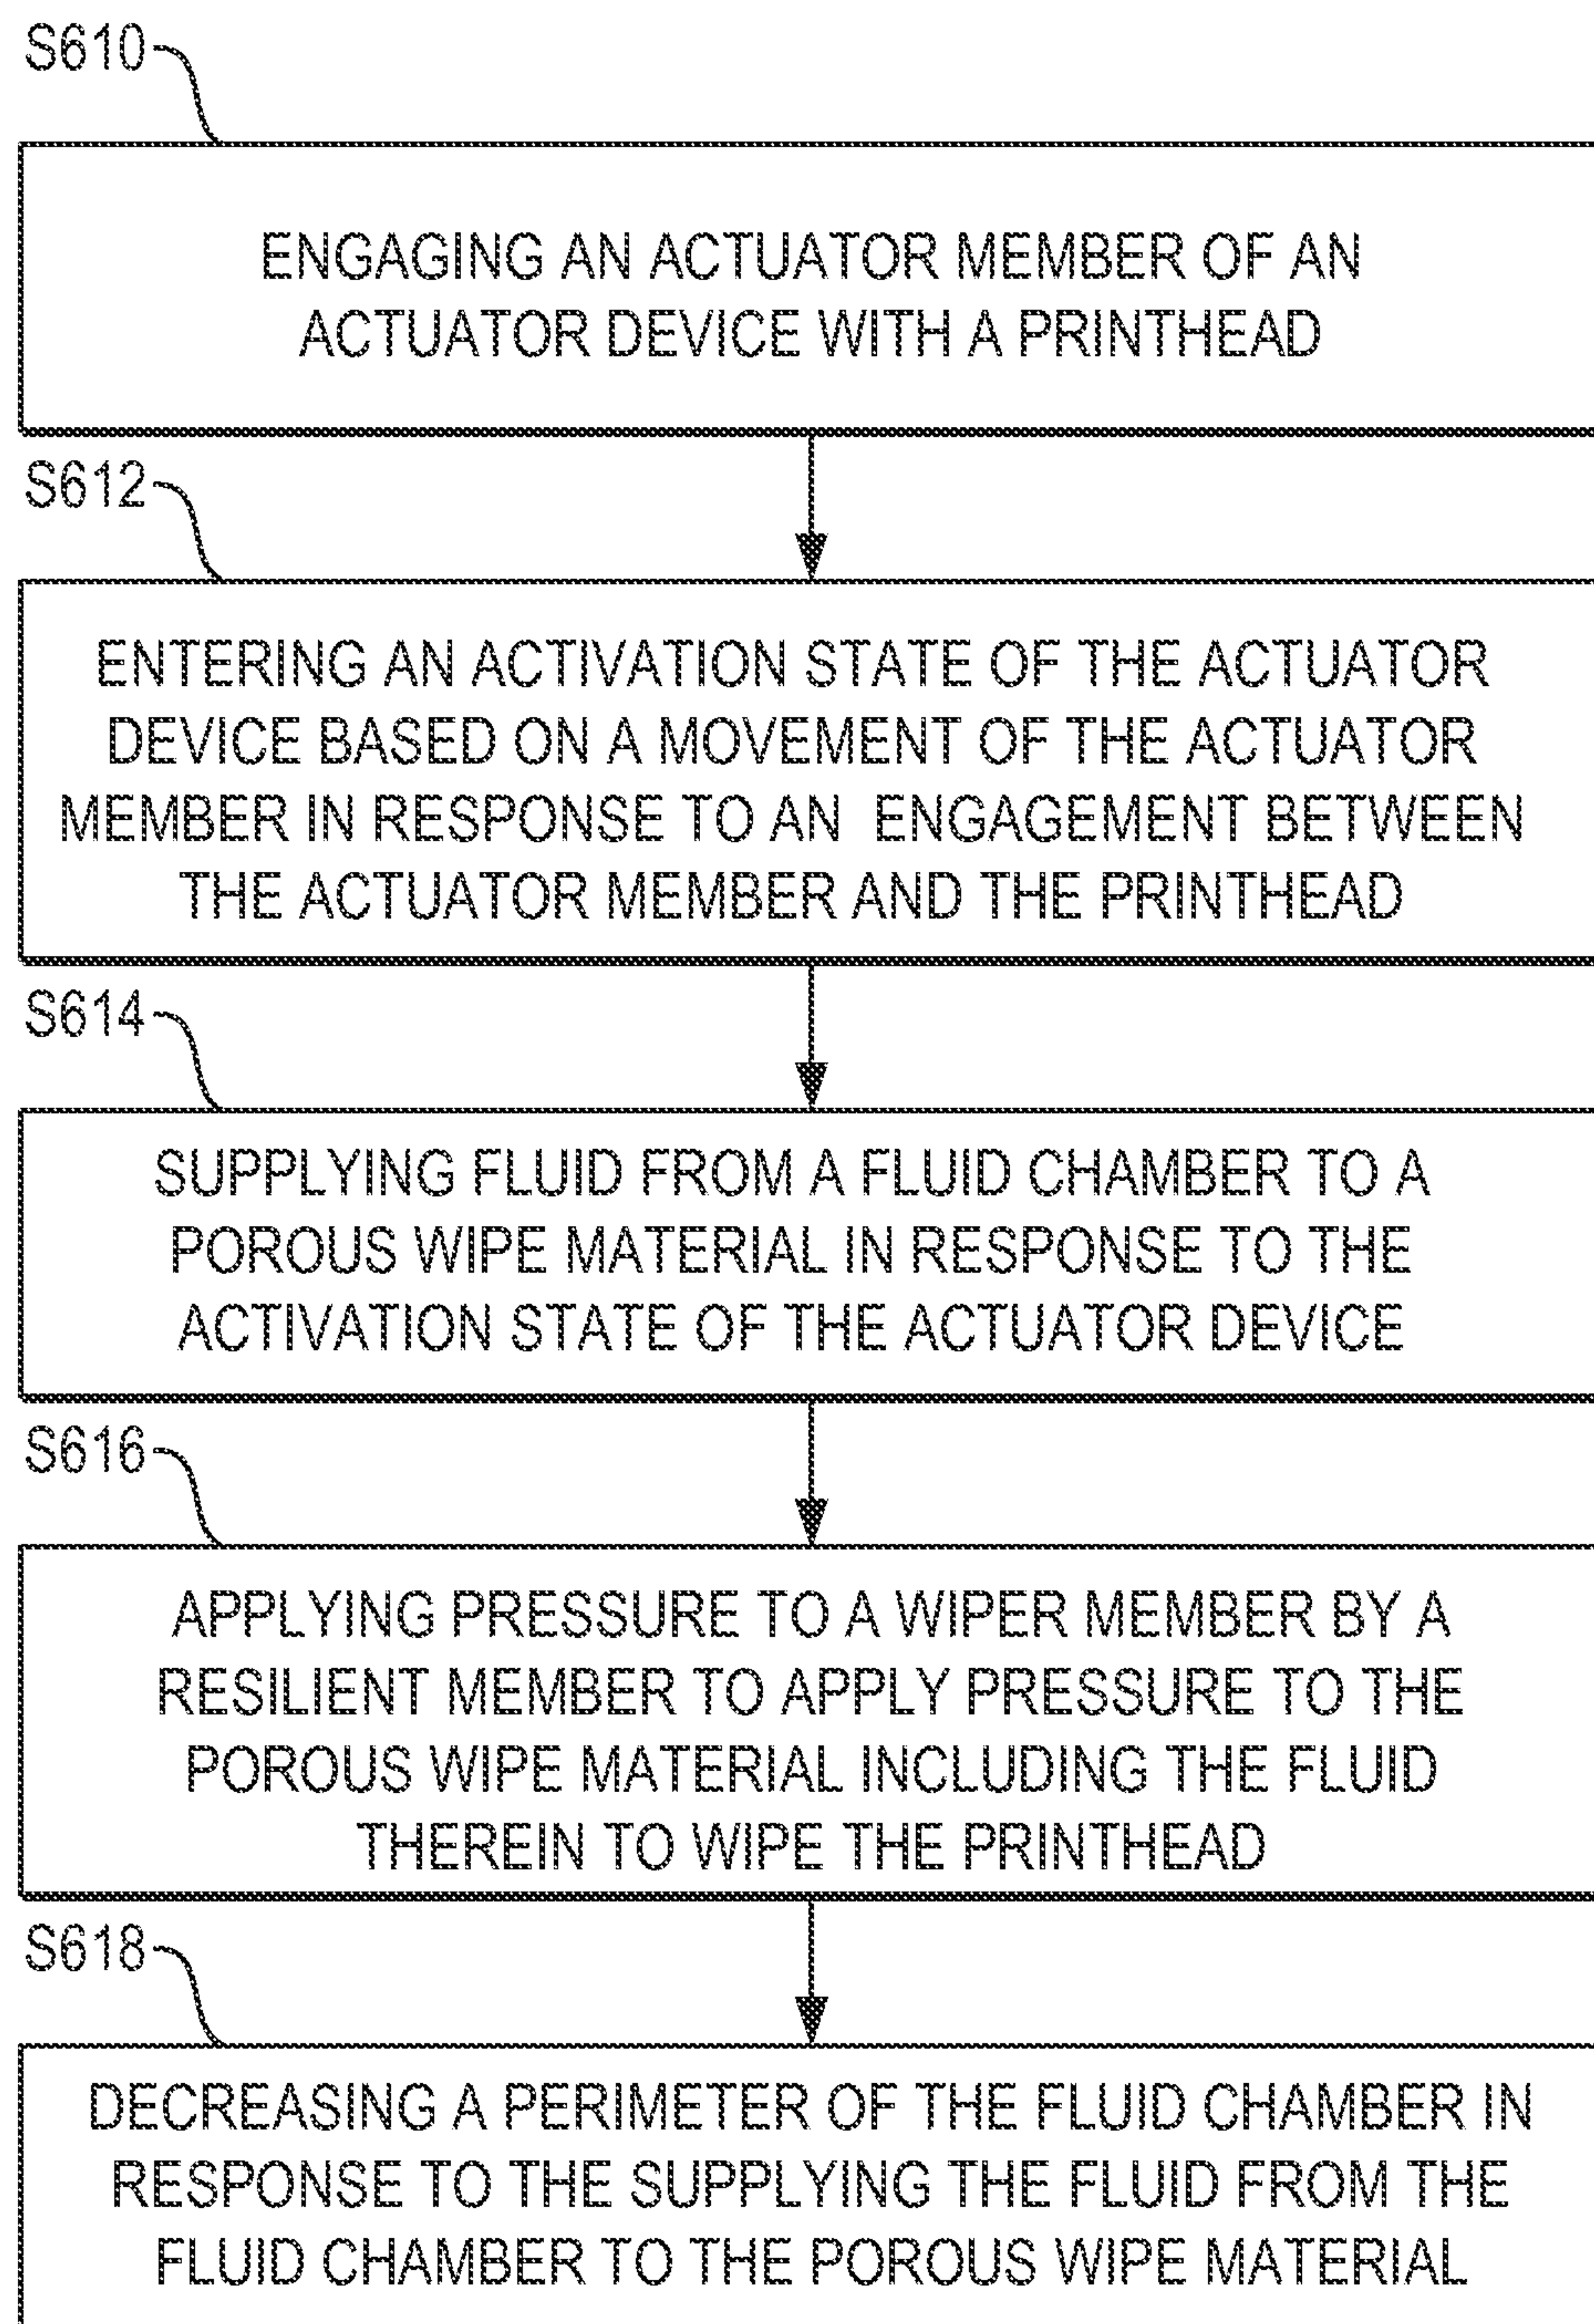 S610
ENGAGING AN ACTUATOR MEMBER OF AN
ACTUATOR DEVICE WITH A PRINTHEAD
S612
ENTERING AN ACTIVATION STATE OF THE ACTUATOR
DEVICE BASED ON A MOVEMENT OF THE ACTUATOR
MEMBER IN RESPONSE TO AN ENGAGEMENT BETWEEN
THE ACTUATOR MEMBER AND THE PRINTHEAD
S614
SUPPLYING FLUID FROM A FLUID CHAMBER TO A
POROUS WIPE MATERIAL IN RESPONSE TO THE
ACTIVATION STATE OF THE ACTUATOR DEVICE
S616
APPLYING PRESSURE TO A WIPER MEMBER BY A
RESILIENT MEMBER TO APPLY PRESSURE TO THE
POROUS WIPE MATERIAL INCLUDING THE FLUID
THEREIN TO WIPE THE PRINTHEAD
S618
DECREASING A PERIMETER OF THE FLUID CHAMBER IN
RESPONSE TO THE SUPPLYING THE FLUID FROM THE
FLUID CHAMBER TO THE POROUS WIPE MATERIAL